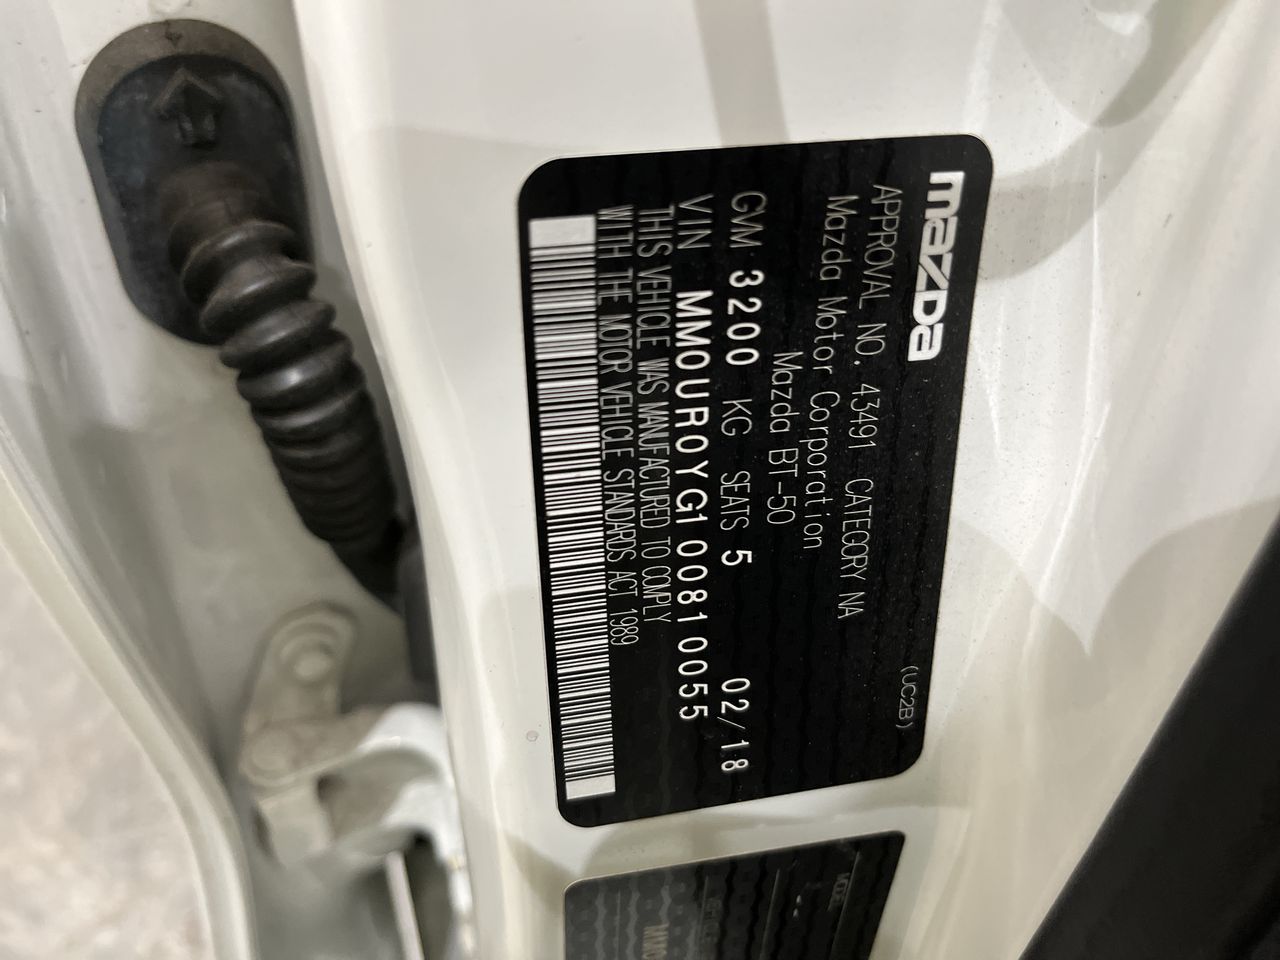 mazda
(UC2B)
APPROVAL NO. 43491 CATEGORY NA
Mazda Motor Corporation
Mazda BT-50
GVM 3200 KG SEATS 5 02/18
VIN MM0UR0YG100810055
THIS VEHICLE WAS MANUFACTURED TO COMPLY
WITH THE MOTOR VEHICLE STANDARDS ACT 1989
MODEL